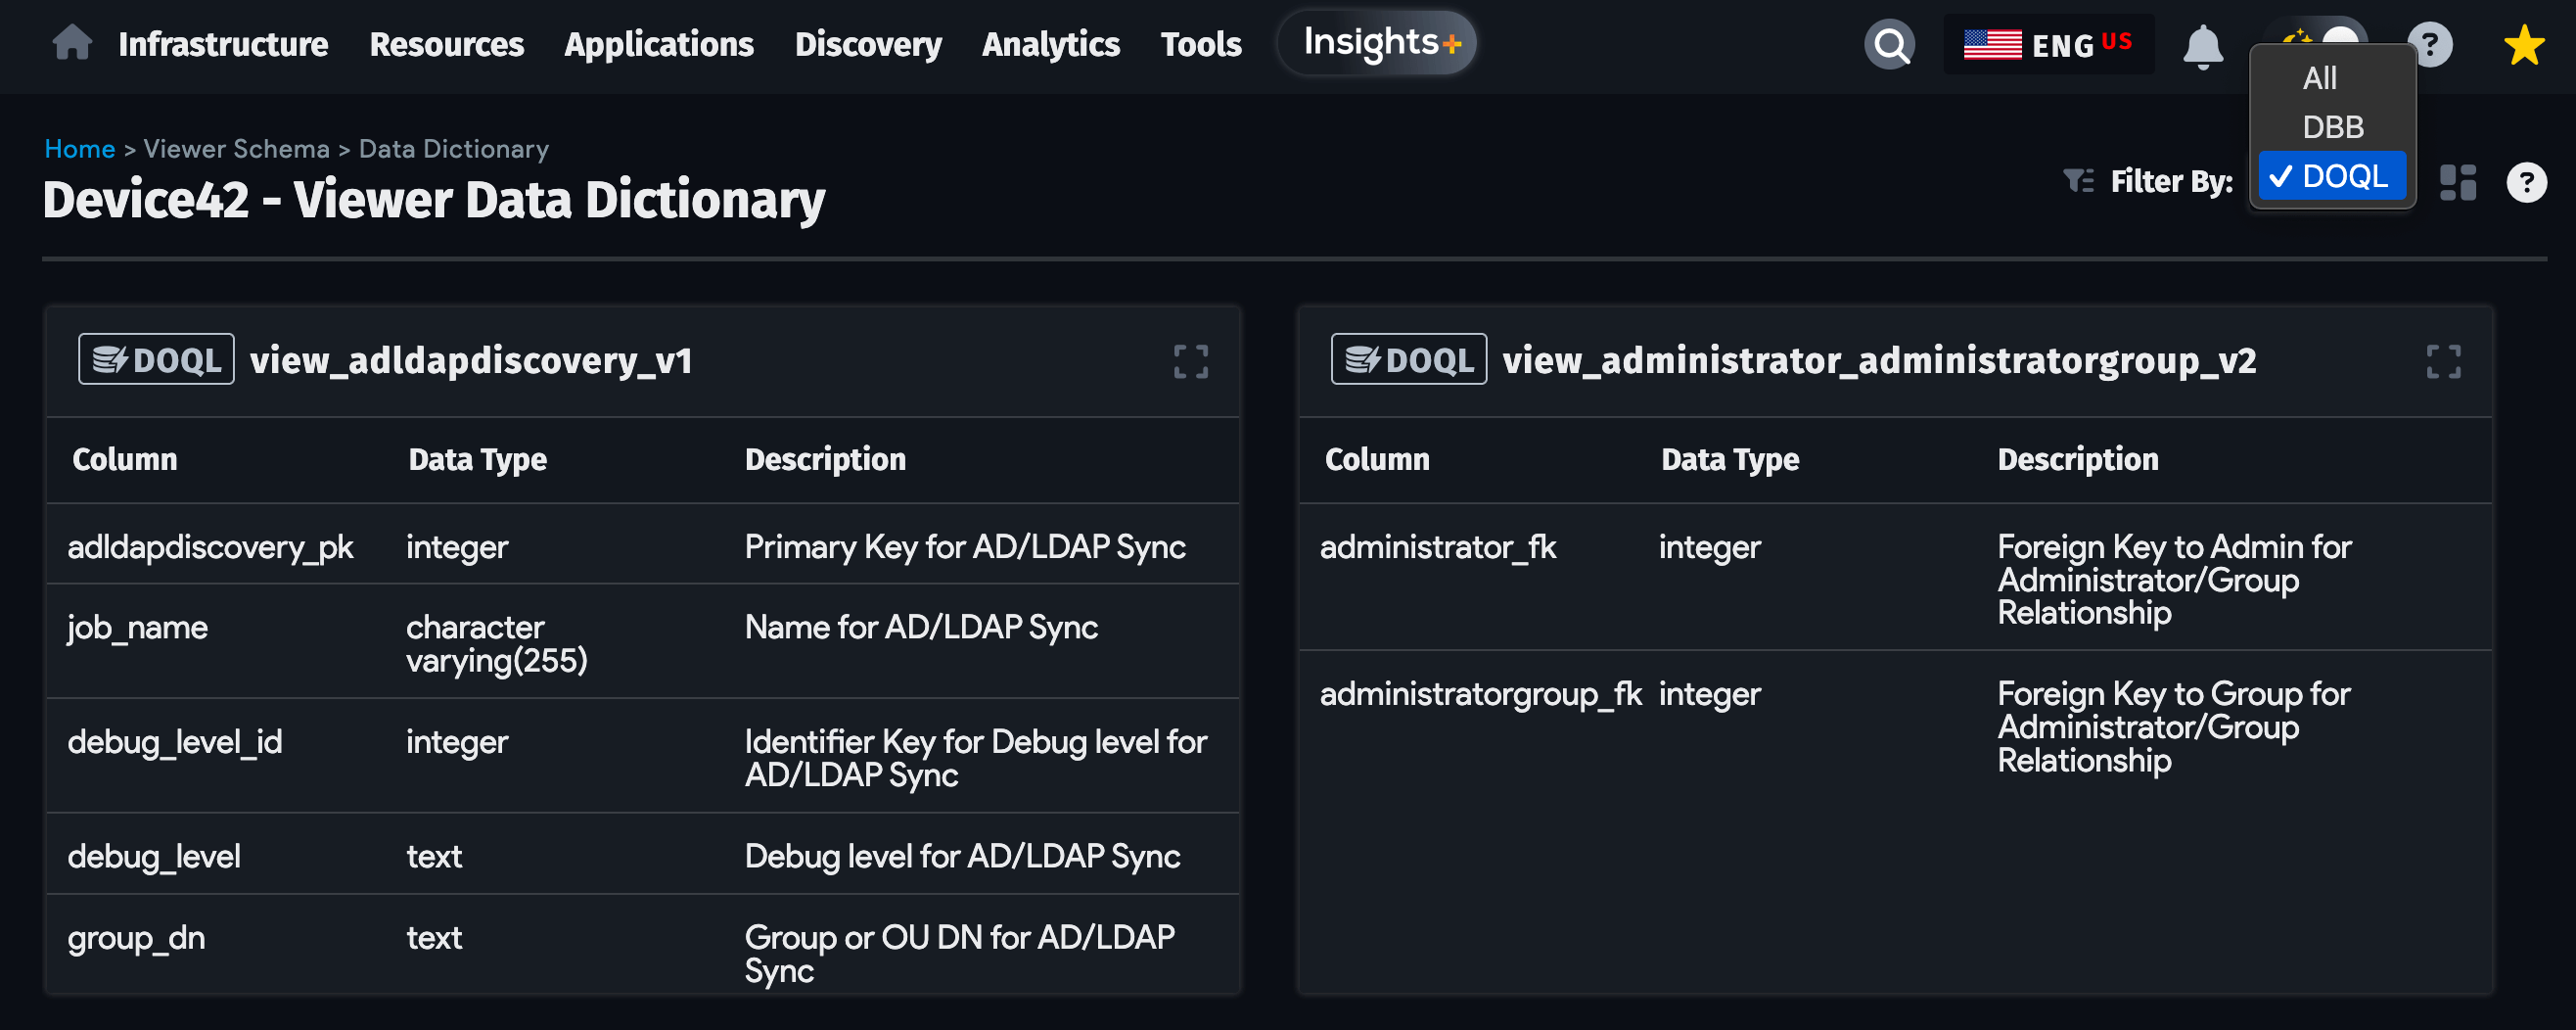 Infrastructure Resources Applications Discovery Analytics Tools Insights+ ENG US ?
All
DBB
✓ DOQL
Home > Viewer Schema > Data Dictionary
Device42 - Viewer Data Dictionary
Filter By:
?
DOQL view_adldapdiscovery_v1
Column Data Type Description
adldapdiscovery_pk integer Primary Key for AD/LDAP Sync
job_name character varying(255) Name for AD/LDAP Sync
debug_level_id integer Identifier Key for Debug level for
AD/LDAP Sync
debug_level text Debug level for AD/LDAP Sync
group_dn text Group or OU DN for AD/LDAP
Sync
DOQL view_administrator_administratorgroup_v2
Column Data Type Description
administrator_fk integer Foreign Key to Admin for
Administrator/Group
Relationship
administratorgroup_fk integer Foreign Key to Group for
Administrator/Group
Relationship